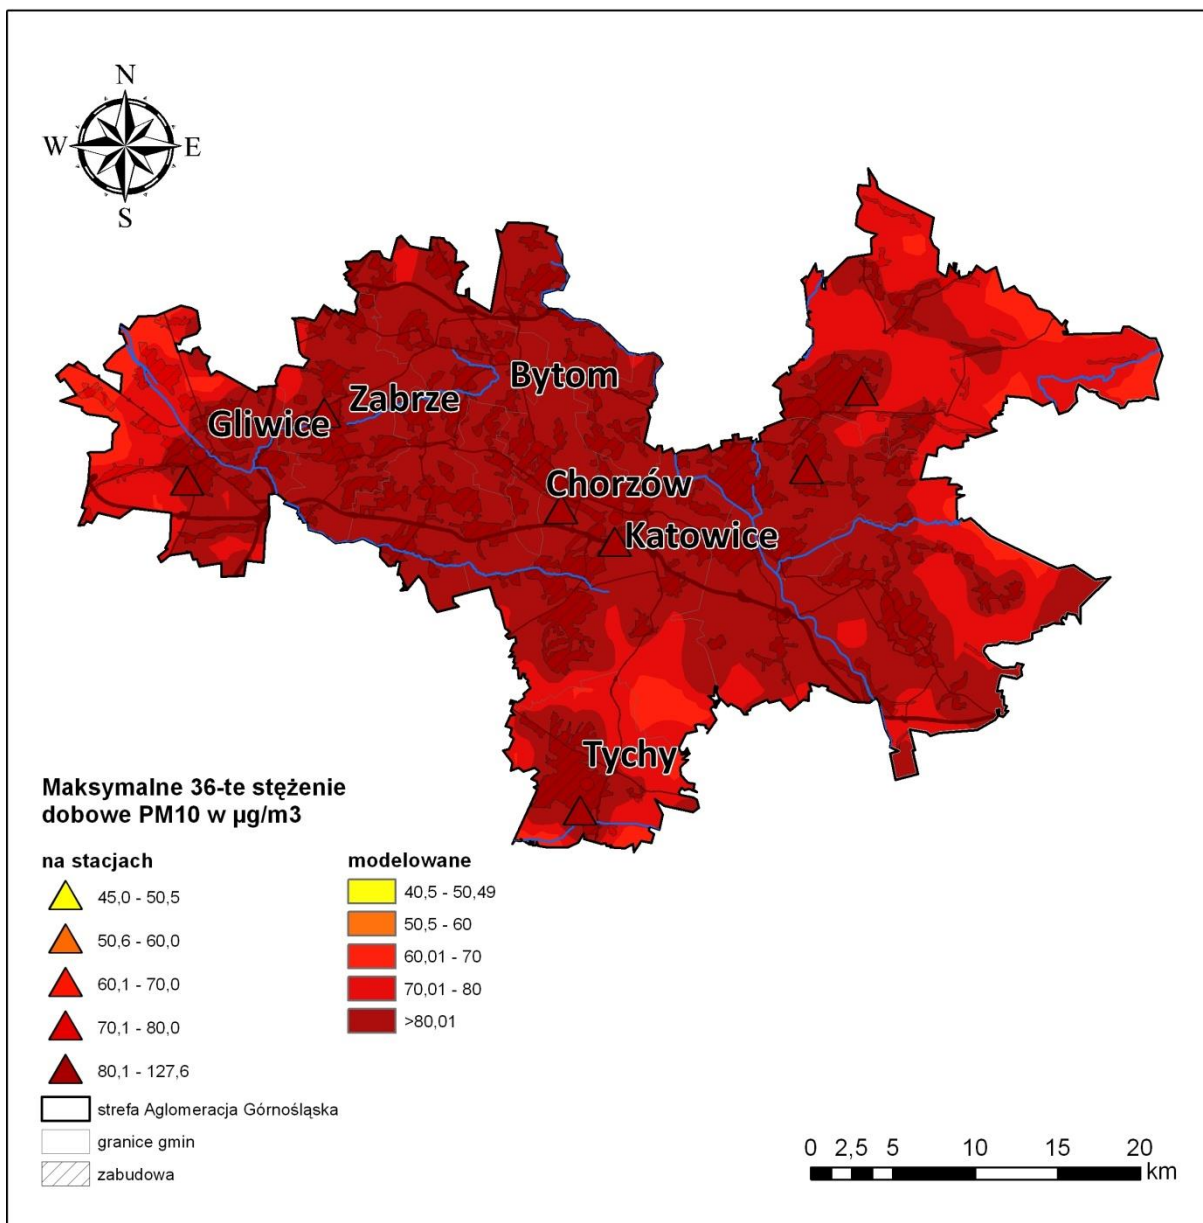 N
W
E
S
Bytom
Zabrze
Gliwice
Chorzów
Katowice
Tychy
Maksymalne 36-te stężenie
dobowe PM10 w µg/m3
na stacjach
45,0 - 50,5
50,6 - 60,0
60,1 - 70,0
70,1 - 80,0
80,1 - 127,6
strefa Aglomeracja Górnośląska
granice gmin
zabudowa
modelowane
40,5 - 50,49
50,5 - 60
60,01 - 70
70,01 - 80
>80,01
0 2,5 5 10 15 20
km